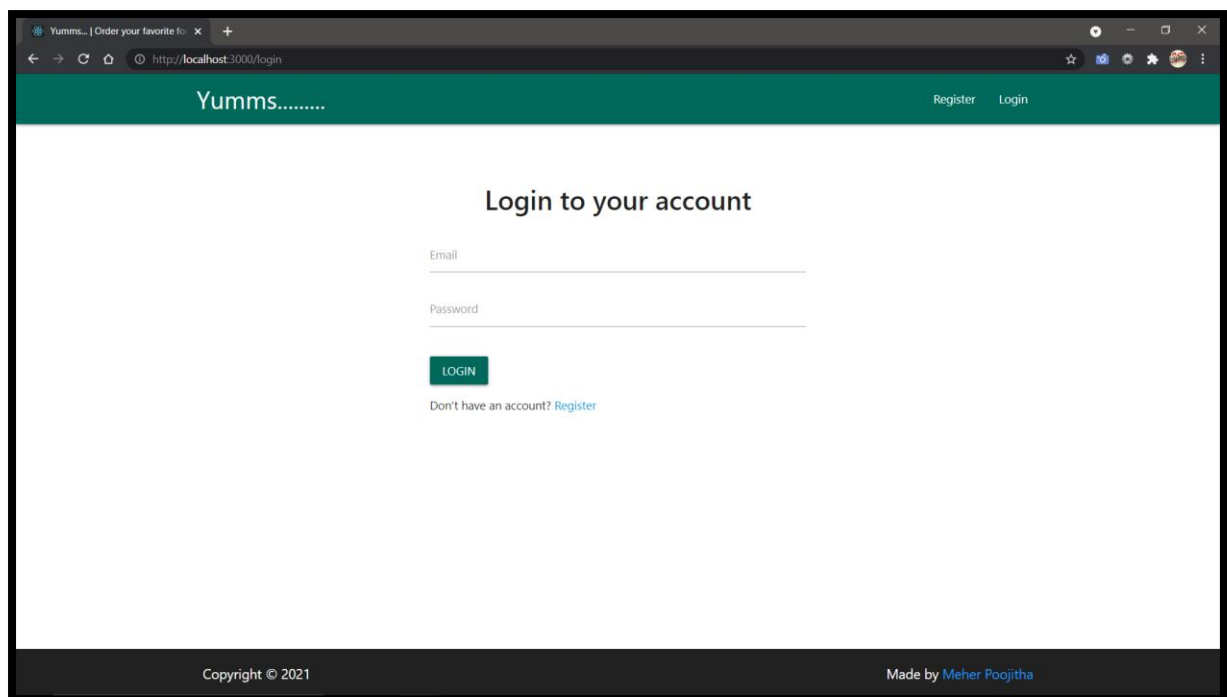 Yumms... | Order your favorite fo
http://localhost:3000/login
Yumms.........
Register
Login
Login to your account
Email
Password
LOGIN
Don't have an account? Register
Copyright © 2021
Made by Meher Poojitha